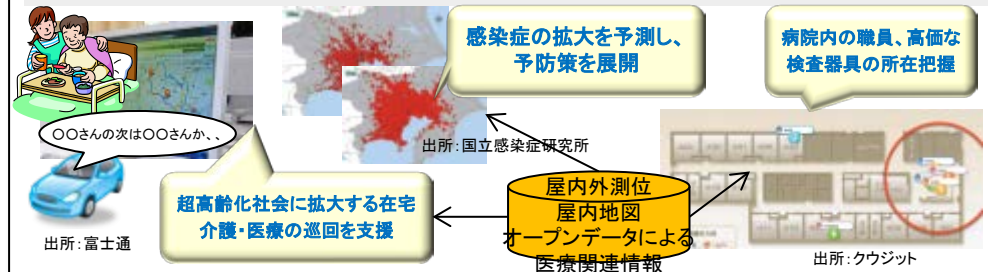 感染症の拡大を予測し、
予防策を展開
病院内の職員、高価な
検査器具の所在把握
〇〇さんの次は〇〇さんか、、
出所：国立感染症研究所
超高齢化社会に拡大する在宅
介護・医療の巡回を支援
屋内外測位
屋内地図
オープンデータによる
医療関連情報
出所：富士通
出所：クウジット